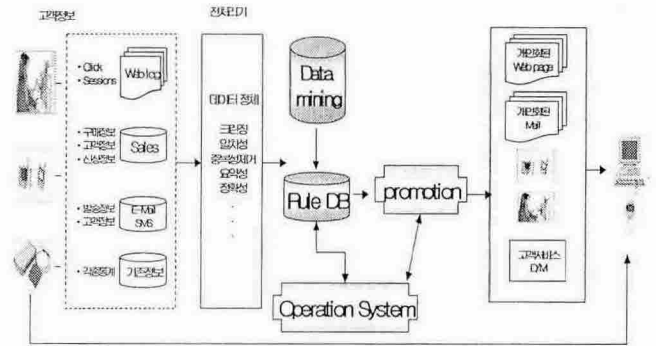 고객정보
• Click
• Sessions
Web log
• 구매정보
• 고객정보
• 신상정보
Sales
• 발송정보
• 고객정보
E-Mail
SMS
• 각종통계
기존정보
전처리기
데이터 정제
크린징
일치성
중복성제거
요약성
정확성
Data
mining
Rule DB
promotion
Operation System
개인화된
Web page
개인화된
Mail
고객서비스
D/M